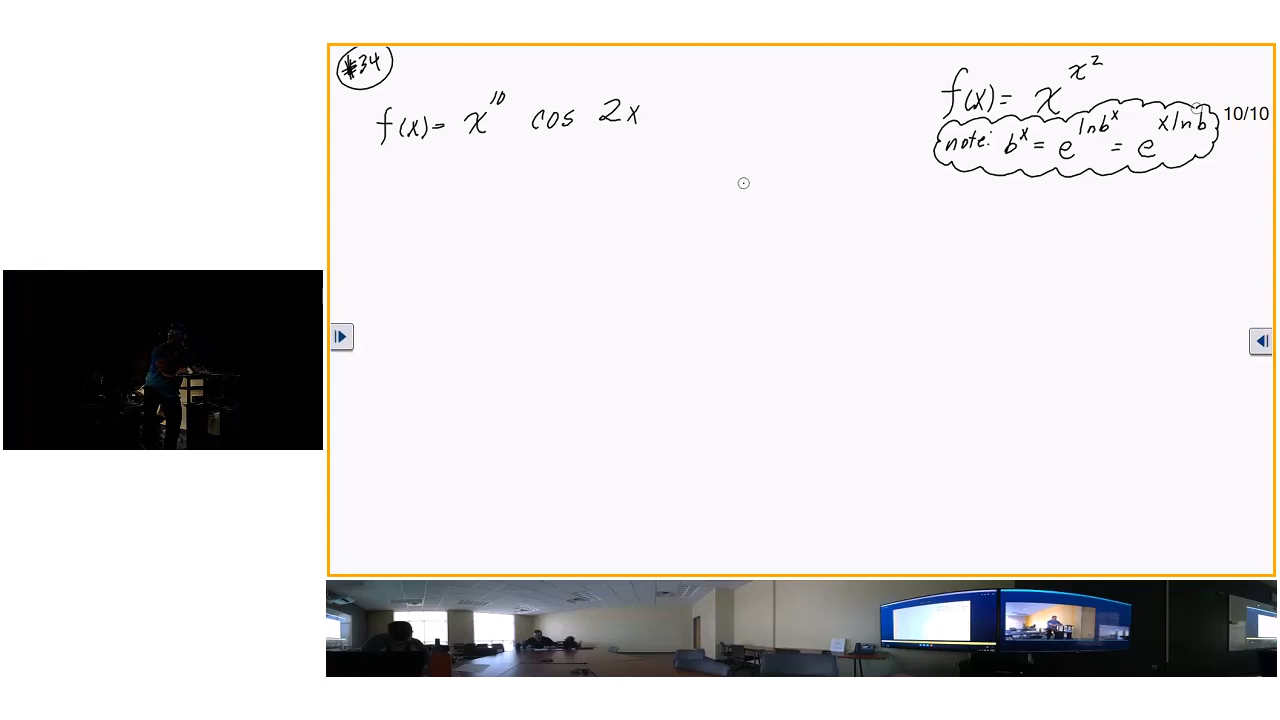 #34
f(x)= x^10 cos 2x
f(x)= x^x^2
note: b^x = e^ln b^x = e^x ln b
10/10